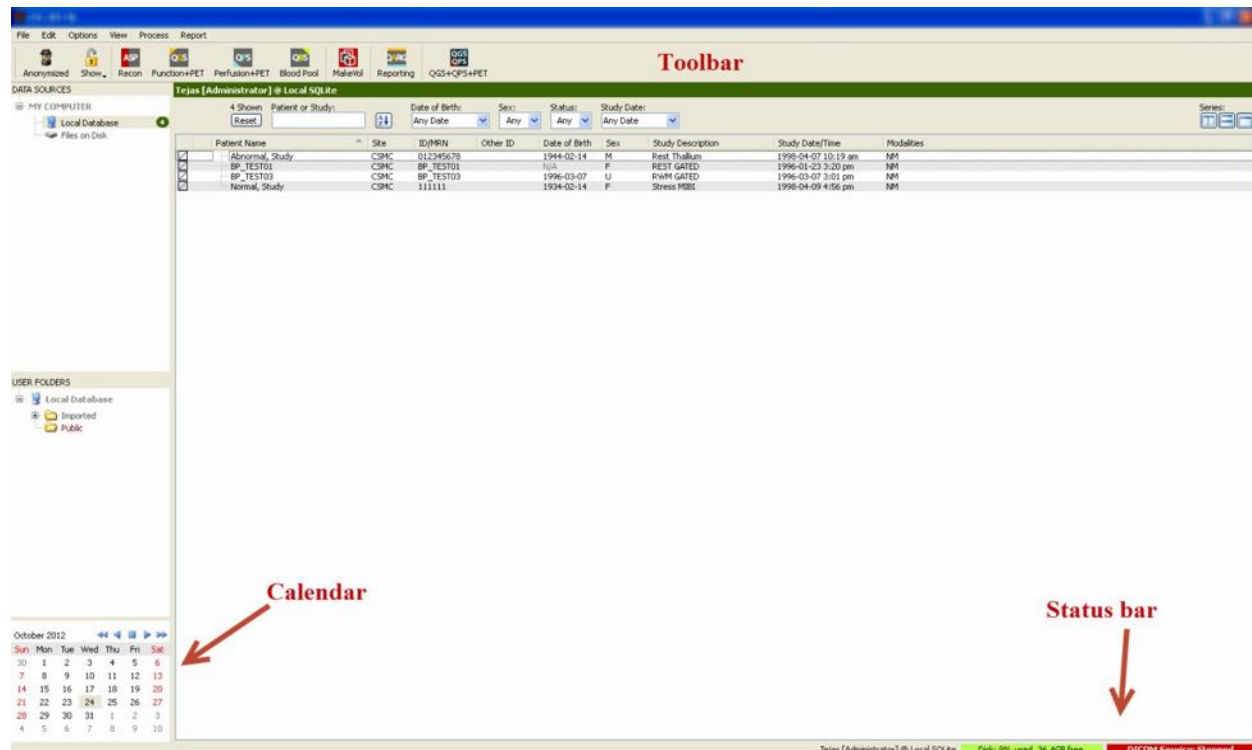 File Edit Options View Process Report
Toolbar
Anonymized Show Recon Function+PET Perfusion+PET Blood Pool MakeVol Reporting QGS+QPS+PET
DATA SOURCES
MY COMPUTER
Local Database 4
Files on Disk
Tejas [Administrator] @ Local SQLite
4 Shown Patient or Study: Date of Birth: Sex: Status: Study Date: Series:
Reset Any Date Any Any Any Date
Patient Name Site ID/MRN Other ID Date of Birth Sex Study Description Study Date/Time Modalities
Abnormal, Study CSMC 012345678 1944-02-14 M Rest Thallium 1998-04-07 10:19 am NM
BP_TEST01 CSMC BP_TEST01 N/A F REST GATED 1996-01-23 3:20 pm NM
BP_TEST03 CSMC BP_TEST03 1996-03-07 U RWM GATED 1996-03-07 3:01 pm NM
Normal, Study CSMC 111111 1934-02-14 F Stress MIBI 1998-04-09 4:56 pm NM
USER FOLDERS
Local Database
Imported
Public
Calendar
Status bar
October 2012
Sun Mon Tue Wed Thu Fri Sat
30 1 2 3 4 5 6
7 8 9 10 11 12 13
14 15 16 17 18 19 20
21 22 23 24 25 26 27
28 29 30 31 1 2 3
4 5 6 7 8 9 10
Tejas [Administrator] @ Local SQLite Disk: used, free DICOM Service: Stopped